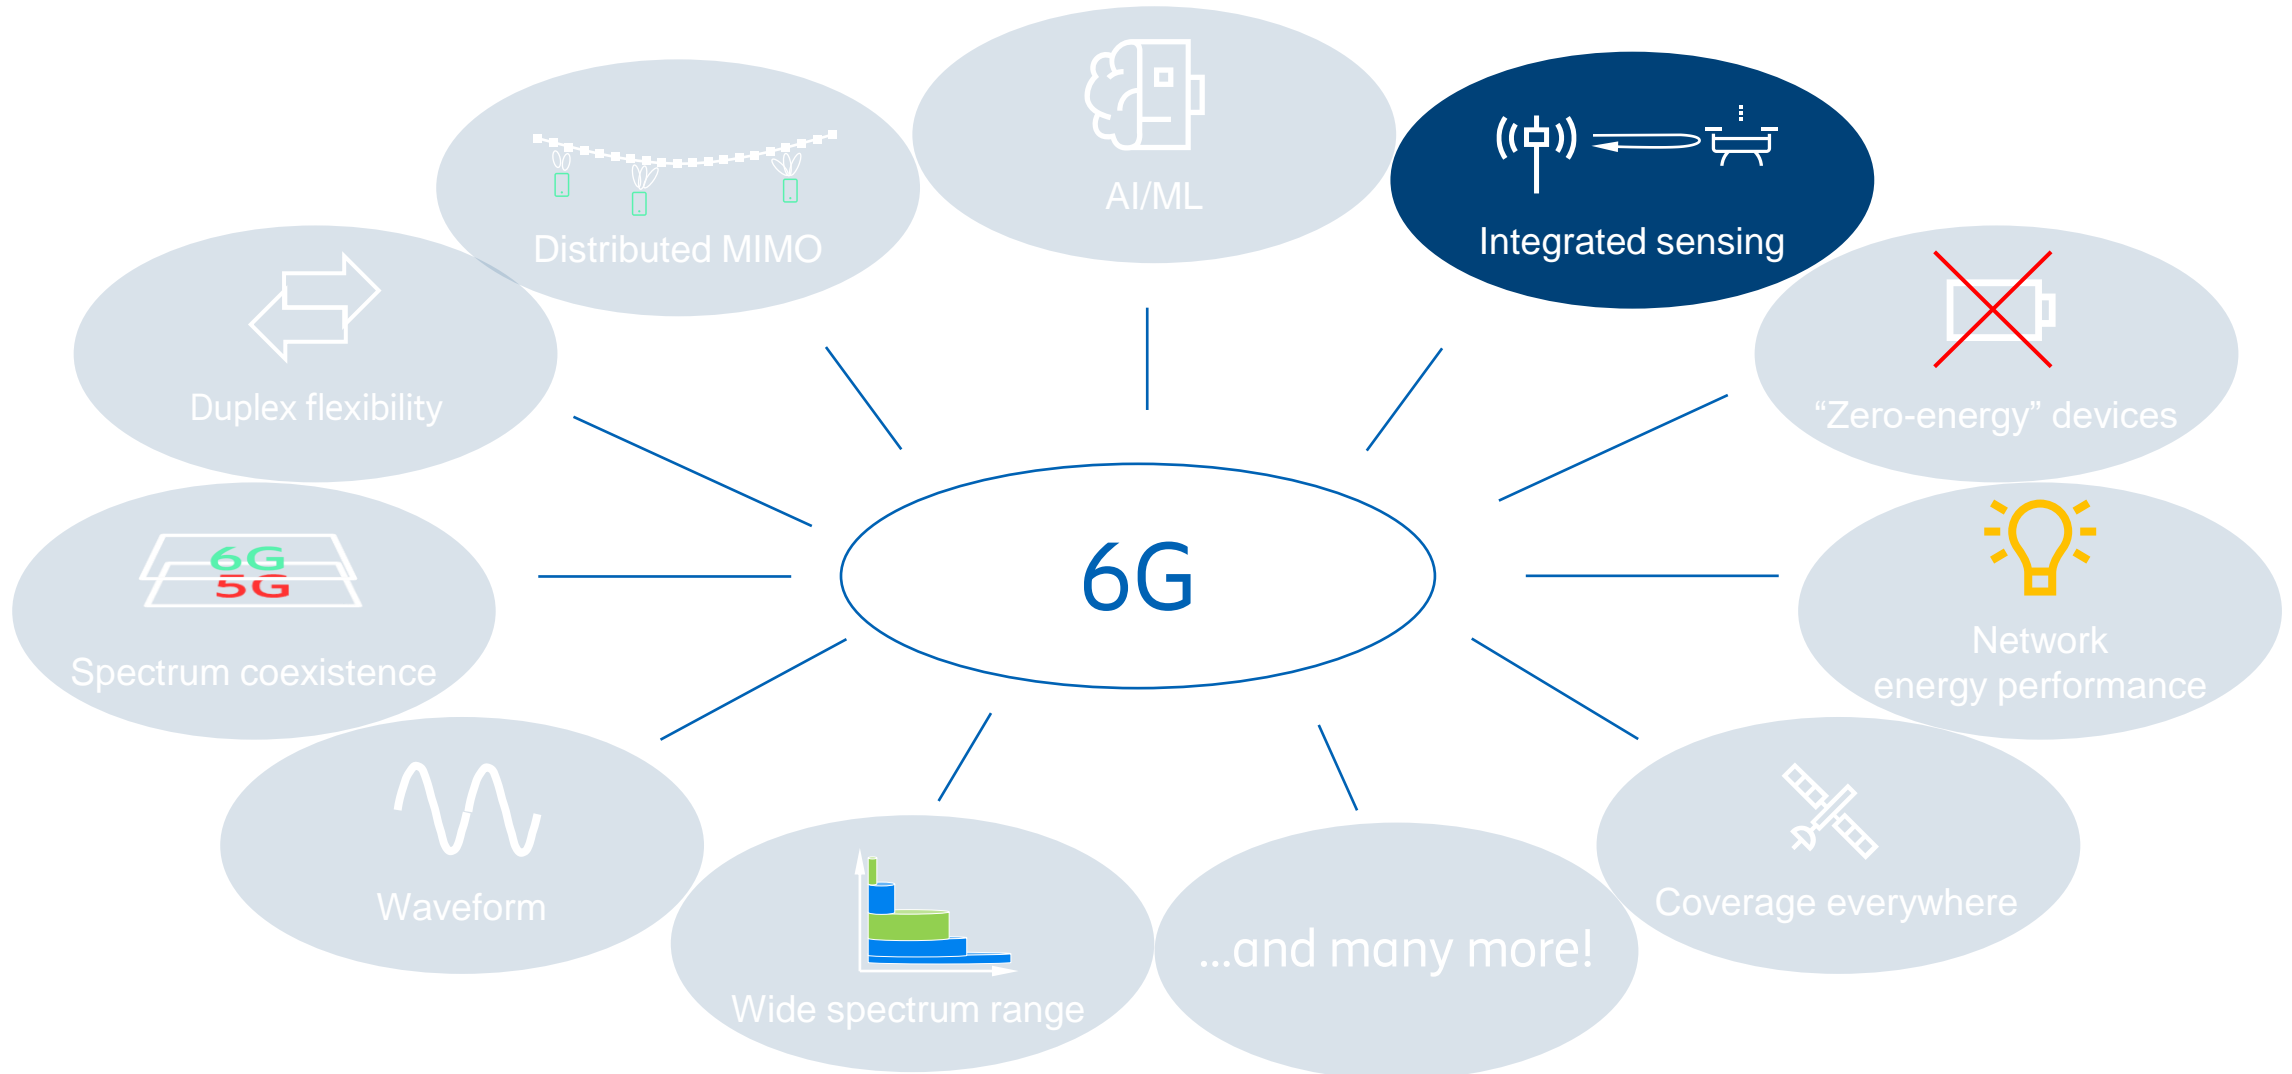 AI/ML
Distributed MIMO
Integrated sensing
Duplex flexibility
“Zero-energy” devices
6G
5G
Spectrum coexistence
6G
Network
energy performance
Waveform
Coverage everywhere
Wide spectrum range
...and many more!